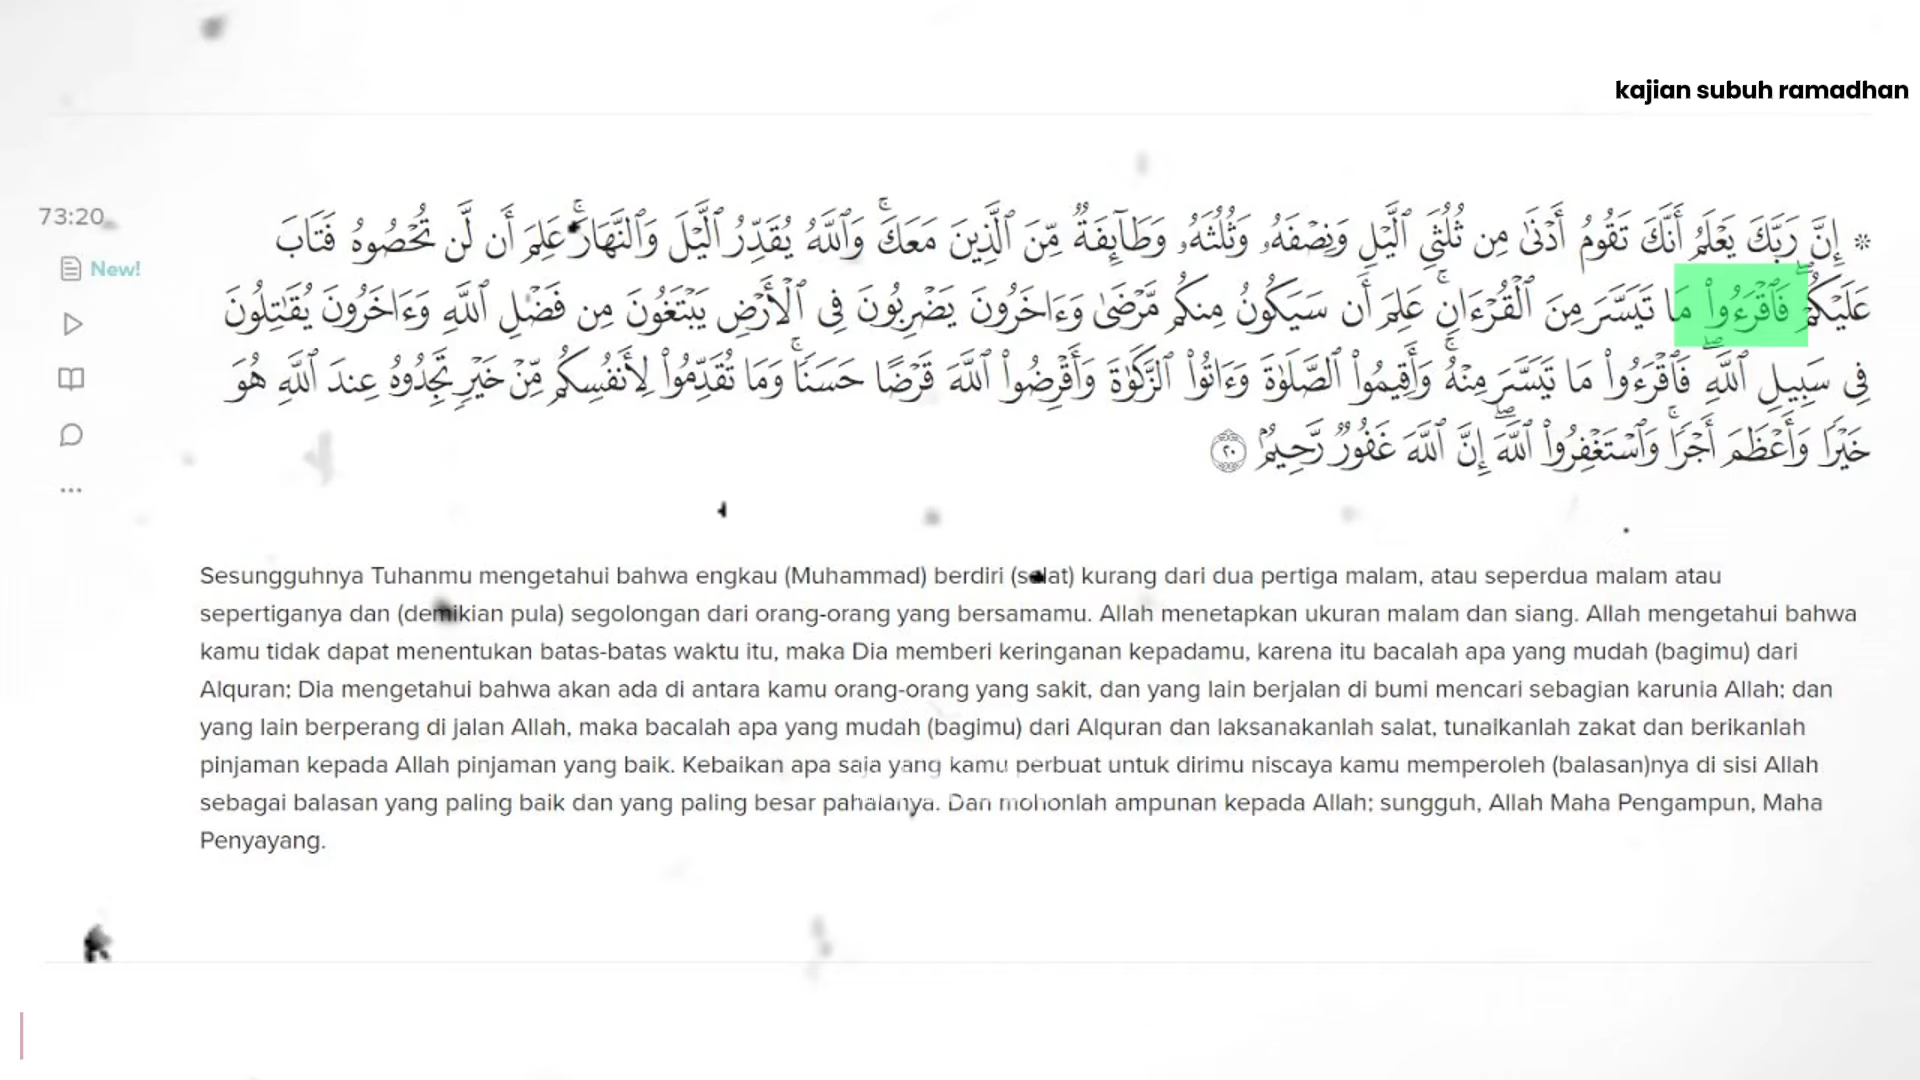 kajian subuh ramadhan
73:20
New!
۞ إِنَّ رَبَّكَ يَعْلَمُ أَنَّكَ تَقُومُ أَدْنَىٰ مِن ثُلُثَىِ ٱلَّيْلِ وَنِصْفَهُۥ وَثُلُثَهُۥ وَطَآئِفَةٌ مِّنَ ٱلَّذِينَ مَعَكَ ۚ وَٱللَّهُ يُقَدِّرُ ٱلَّيْلَ وَٱلنَّهَارَ ۚ عَلِمَ أَن لَّن تُحْصُوهُ فَتَابَ
عَلَيْكُمْ ۖ فَٱقْرَءُوا۟ مَا تَيَسَّرَ مِنَ ٱلْقُرْءَانِ ۚ عَلِمَ أَن سَيَكُونُ مِنكُم مَّرْضَىٰ وَءَاخَرُونَ يَضْرِبُونَ فِى ٱلْأَرْضِ يَبْتَغُونَ مِن فَضْلِ ٱللَّهِ وَءَاخَرُونَ يُقَـٰتِلُونَ
فِى سَبِيلِ ٱللَّهِ ۖ فَٱقْرَءُوا۟ مَا تَيَسَّرَ مِنْهُ ۚ وَأَقِيمُوا۟ ٱلصَّلَوٰةَ وَءَاتُوا۟ ٱلزَّكَوٰةَ وَأَقْرِضُوا۟ ٱللَّهَ قَرْضًا حَسَنًا ۚ وَمَا تُقَدِّمُوا۟ لِأَنفُسِكُم مِّنْ خَيْرٍ تَجِدُوهُ عِندَ ٱللَّهِ هُوَ
خَيْرًا وَأَعْظَمَ أَجْرًا ۚ وَٱسْتَغْفِرُوا۟ ٱللَّهَ ۖ إِنَّ ٱللَّهَ غَفُورٌ رَّحِيمٌۢ ٢٠
Sesungguhnya Tuhanmu mengetahui bahwa engkau (Muhammad) berdiri (salat) kurang dari dua pertiga malam, atau seperdua malam atau
sepertiganya dan (demikian pula) segolongan dari orang-orang yang bersamamu. Allah menetapkan ukuran malam dan siang. Allah mengetahui bahwa
kamu tidak dapat menentukan batas-batas waktu itu, maka Dia memberi keringanan kepadamu, karena itu bacalah apa yang mudah (bagimu) dari
Alquran; Dia mengetahui bahwa akan ada di antara kamu orang-orang yang sakit, dan yang lain berjalan di bumi mencari sebagian karunia Allah; dan
yang lain berperang di jalan Allah, maka bacalah apa yang mudah (bagimu) dari Alquran dan laksanakanlah salat, tunaikanlah zakat dan berikanlah
pinjaman kepada Allah pinjaman yang baik. Kebaikan apa saja yang kamu perbuat untuk dirimu niscaya kamu memperoleh (balasan)nya di sisi Allah
sebagai balasan yang paling baik dan yang paling besar pahalanya. Dan mohonlah ampunan kepada Allah; sungguh, Allah Maha Pengampun, Maha
Penyayang.